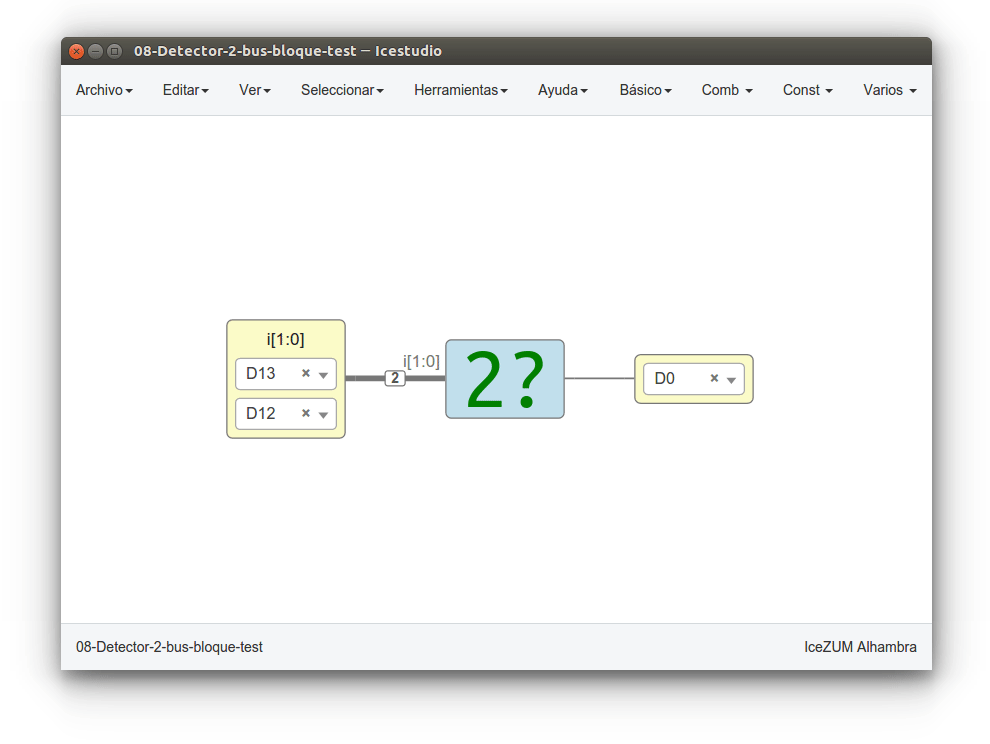 08-Detector-2-bus-bloque-test — Icestudio
Archivo Editar Ver Seleccionar Herramientas Ayuda Básico Comb Const Varios
i[1:0]
D13 ×
D12 ×
i[1:0]
2
2?
D0 ×
08-Detector-2-bus-bloque-test IceZUM Alhambra